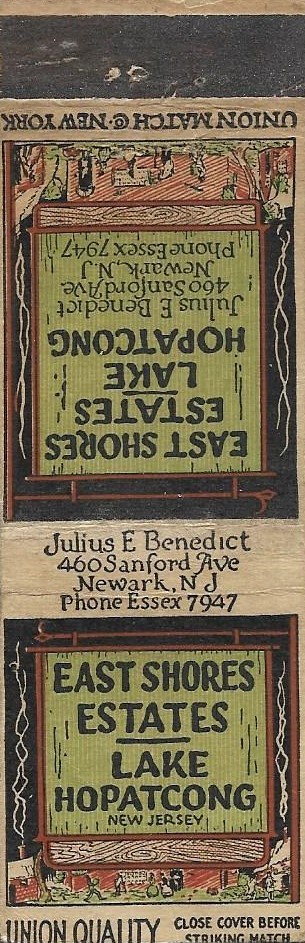 UNION MATCH © NEW YORK
EAST SHORES
ESTATES
LAKE
HOPATCONG
Julius E Benedict
460 Sanford Ave
Newark, N J
Phone Essex 7947
Julius E Benedict
460 Sanford Ave
Newark, N J
Phone Essex 7947
EAST SHORES
ESTATES
LAKE
HOPATCONG
NEW JERSEY
UNION QUALITY
CLOSE COVER BEFORE
STRIKING MATCH